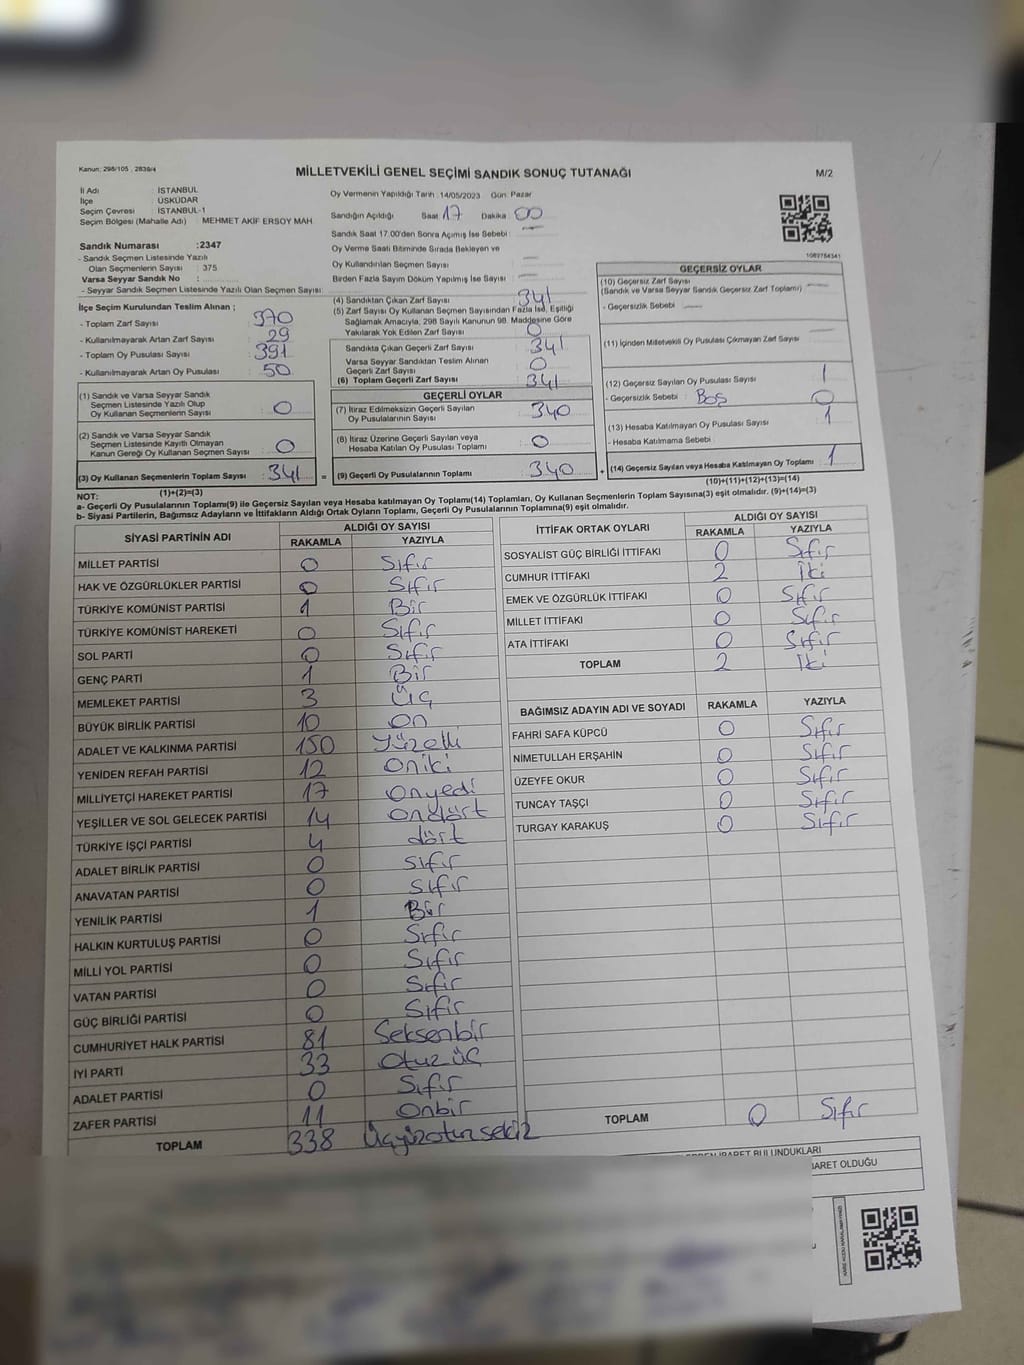 Kanun: 298/105 , 2839/4
MİLLETVEKİLİ GENEL SEÇİMİ SANDIK SONUÇ TUTANAĞI
M/2
İl Adı : İSTANBUL
İlçe : ÜSKÜDAR
Seçim Çevresi : İSTANBUL-1
Seçim Bölgesi (Mahalle Adı) MEHMET AKİF ERSOY MAH
Sandık Numarası :2347
- Sandık Seçmen Listesinde Yazılı
Olan Seçmenlerin Sayısı : 375
Varsa Seyyar Sandık No :
- Seyyar Sandık Seçmen Listesinde Yazılı Olan Seçmen Sayısı:
İlçe Seçim Kurulundan Teslim Alınan ;
- Toplam Zarf Sayısı : 370
- Kullanılmayarak Artan Zarf Sayısı : 29
- Toplam Oy Pusulası Sayısı : 391
- Kullanılmayarak Artan Oy Pusulası : 50
(1) Sandık ve Varsa Seyyar Sandık
Seçmen Listesinde Yazılı Olup
Oy Kullanan Seçmenlerin Sayısı : 0
(2) Sandık ve Varsa Seyyar Sandık
Seçmen Listesinde Kayıtlı Olmayan
Kanun Gereği Oy Kullanan Seçmen Sayısı : 0
(3) Oy Kullanan Seçmenlerin Toplam Sayısı : 341 =
(1)+(2)=(3)
Oy Vermenin Yapıldığı Tarih :14/05/2023 Gün: Pazar
Sandığın Açıldığı Saat 17 Dakika 00
Sandık Saat 17.00'den Sonra Açılmış İse Sebebi : —
Oy Verme Saati Bitiminde Sırada Bekleyen ve
Oy Kullandırılan Seçmen Sayısı : —
Birden Fazla Sayım Döküm Yapılmış İse Sayısı : —
(4) Sandıktan Çıkan Zarf Sayısı : 341
(5) Zarf Sayısı Oy Kullanan Seçmen Sayısından Fazla İse, Eşitliği
Sağlamak Amacıyla, 298 Sayılı Kanunun 98. Maddesine Göre
Yakılarak Yok Edilen Zarf Sayısı : 0
Sandıkta Çıkan Geçerli Zarf Sayısı : 341
Varsa Seyyar Sandıktan Teslim Alınan
Geçerli Zarf Sayısı : 0
(6) Toplam Geçerli Zarf Sayısı : 341
GEÇERLİ OYLAR
(7) İtiraz Edilmeksizin Geçerli Sayılan
Oy Pusulalarının Sayısı : 340
(8) İtiraz Üzerine Geçerli Sayılan veya
Hesaba Katılan Oy Pusulası Toplamı : 0
(9) Geçerli Oy Pusulalarının Toplamı : 340 +
1089754341
GEÇERSİZ OYLAR
(10) Geçersiz Zarf Sayısı
(Sandık ve Varsa Seyyar Sandık Geçersiz Zarf Toplamı) —
- Geçersizlik Sebebi : —
(11) İçinden Milletvekili Oy Pusulası Çıkmayan Zarf Sayısı —
(12) Geçersiz Sayılan Oy Pusulası Sayısı : 1
- Geçersizlik Sebebi : Boş 0
(13) Hesaba Katılmayan Oy Pusulası Sayısı : 1
- Hesaba Katılmama Sebebi
(14) Geçersiz Sayılan veya Hesaba Katılmayan Oy Toplamı : 1
(10)+(11)+(12)+(13)=(14)
NOT:
a- Geçerli Oy Pusulalarının Toplamı(9) ile Geçersiz Sayılan veya Hesaba katılmayan Oy Toplamı(14) Toplamları, Oy Kullanan Seçmenlerin Toplam Sayısına(3) eşit olmalıdır. (9)+(14)=(3)
b- Siyasi Partilerin, Bağımsız Adayların ve İttifakların Aldığı Ortak Oyların Toplamı, Geçerli Oy Pusulalarının Toplamına(9) eşit olmalıdır.
SİYASİ PARTİNİN ADI ALDIĞI OY SAYISI
RAKAMLA YAZIYLA
MİLLET PARTİSİ 0 Sıfır
HAK VE ÖZGÜRLÜKLER PARTİSİ 0 Sıfır
TÜRKİYE KOMÜNİST PARTİSİ 1 Bir
TÜRKİYE KOMÜNİST HAREKETİ 0 Sıfır
SOL PARTİ 0 Sıfır
GENÇ PARTİ 1 Bir
MEMLEKET PARTİSİ 3 Üç
BÜYÜK BİRLİK PARTİSİ 10 On
ADALET VE KALKINMA PARTİSİ 150 Yüzelli
YENİDEN REFAH PARTİSİ 12 Oniki
MİLLİYETÇİ HAREKET PARTİSİ 17 Onyedi
YEŞİLLER VE SOL GELECEK PARTİSİ 14 Ondört
TÜRKİYE İŞÇİ PARTİSİ 4 dört
ADALET BİRLİK PARTİSİ 0 Sıfır
ANAVATAN PARTİSİ 0 Sıfır
YENİLİK PARTİSİ 1 Bir
HALKIN KURTULUŞ PARTİSİ 0 Sıfır
MİLLİ YOL PARTİSİ 0 Sıfır
VATAN PARTİSİ 0 Sıfır
GÜÇ BİRLİĞİ PARTİSİ 0 Sıfır
CUMHURİYET HALK PARTİSİ 81 Seksenbir
İYİ PARTİ 33 Otuz üç
ADALET PARTİSİ 0 Sıfır
ZAFER PARTİSİ 11 Onbir
TOPLAM 338 Üçyüzotuzsekiz
İTTİFAK ORTAK OYLARI ALDIĞI OY SAYISI
RAKAMLA YAZIYLA
SOSYALİST GÜÇ BİRLİĞİ İTTİFAKI 0 Sıfır
CUMHUR İTTİFAKI 2 İki
EMEK VE ÖZGÜRLÜK İTTİFAKI 0 Sıfır
MİLLET İTTİFAKI 0 Sıfır
ATA İTTİFAKI 0 Sıfır
TOPLAM 2 İki
BAĞIMSIZ ADAYIN ADI VE SOYADI RAKAMLA YAZIYLA
FAHRİ SAFA KÜPCÜ 0 Sıfır
NİMETULLAH ERŞAHİN 0 Sıfır
ÜZEYFE OKUR 0 Sıfır
TUNCAY TAŞÇI 0 Sıfır
TURGAY KARAKUŞ 0 Sıfır
TOPLAM 0 Sıfır
BULUNDUKLARI
İBARET OLDUĞU